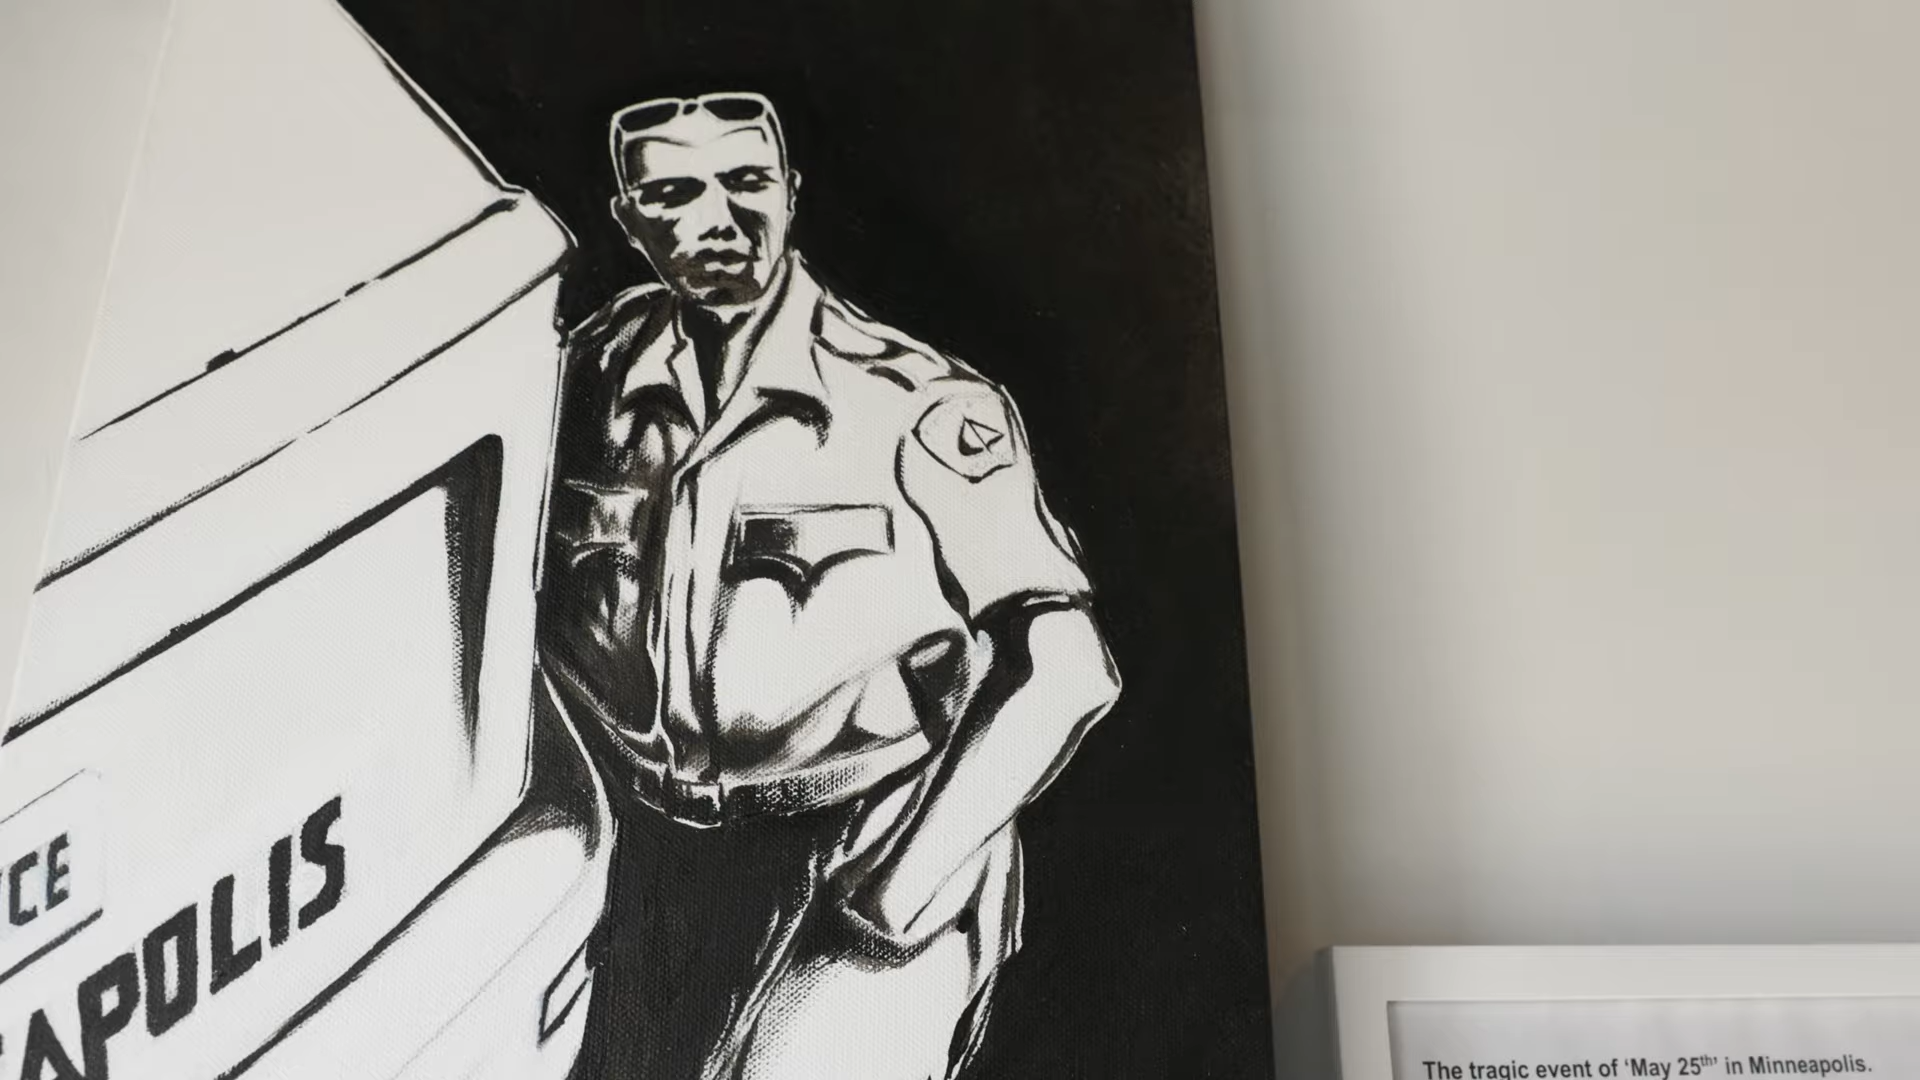 CE
APOLIS
The tragic event of ‘May 25th’ in Minneapolis.